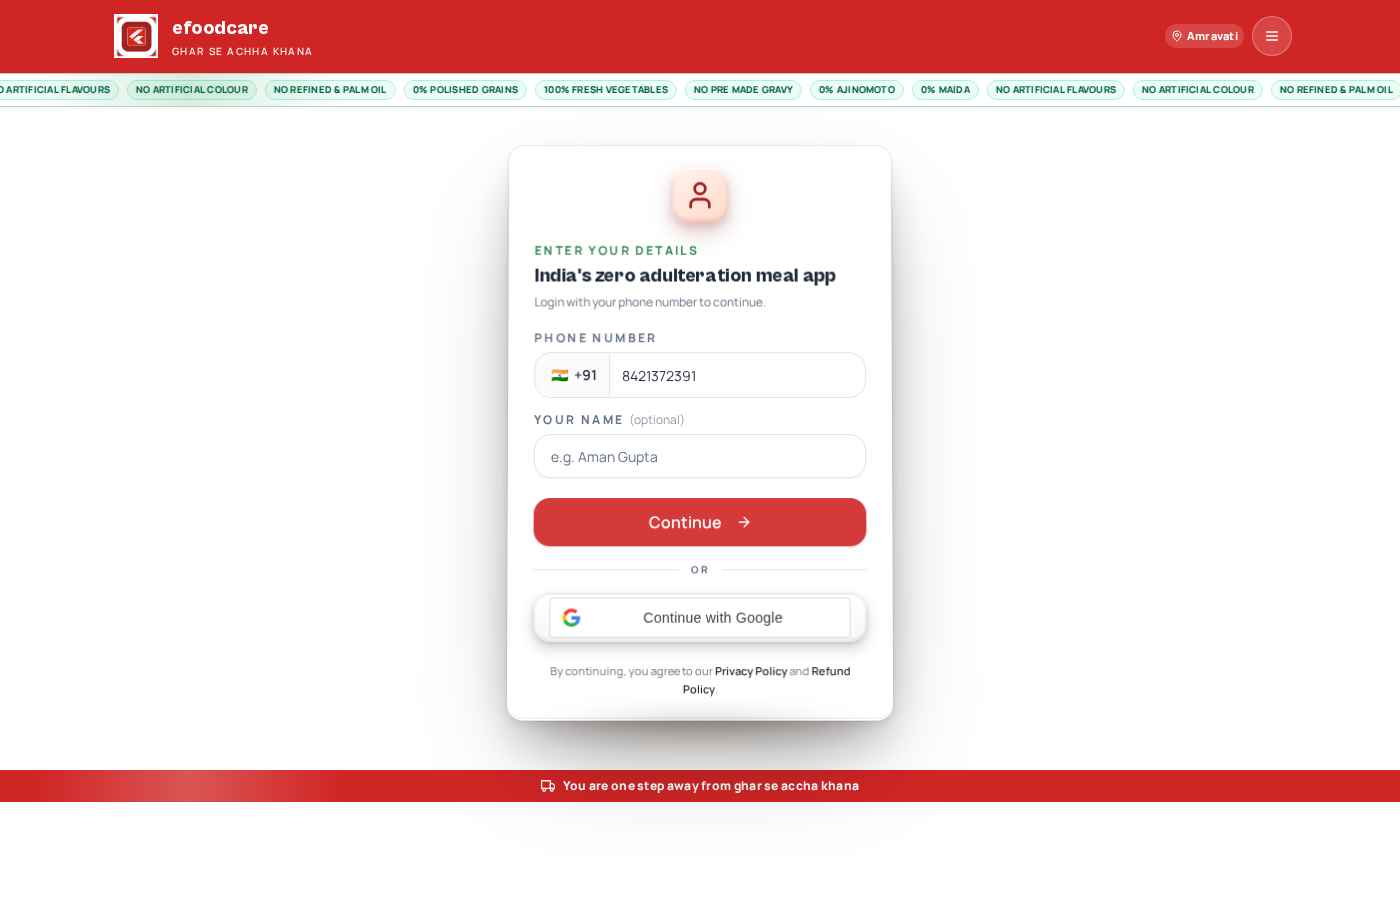 efoodcare
GHAR SE ACHHA KHANA
Amravati
ARTIFICIAL FLAVOURS NO ARTIFICIAL COLOUR NO REFINED & PALM OIL 0% POLISHED GRAINS 100% FRESH VEGETABLES NO PRE MADE GRAVY 0% AJINOMOTO 0% MAIDA NO ARTIFICIAL FLAVOURS NO ARTIFICIAL COLOUR NO REFINED & PALM OIL
ENTER YOUR DETAILS
India's zero adulteration meal app
Login with your phone number to continue.
PHONE NUMBER
+91 8421372391
YOUR NAME (optional)
e.g. Aman Gupta
Continue
OR
Continue with Google
By continuing, you agree to our Privacy Policy and Refund
Policy
You are one step away from ghar se accha khana